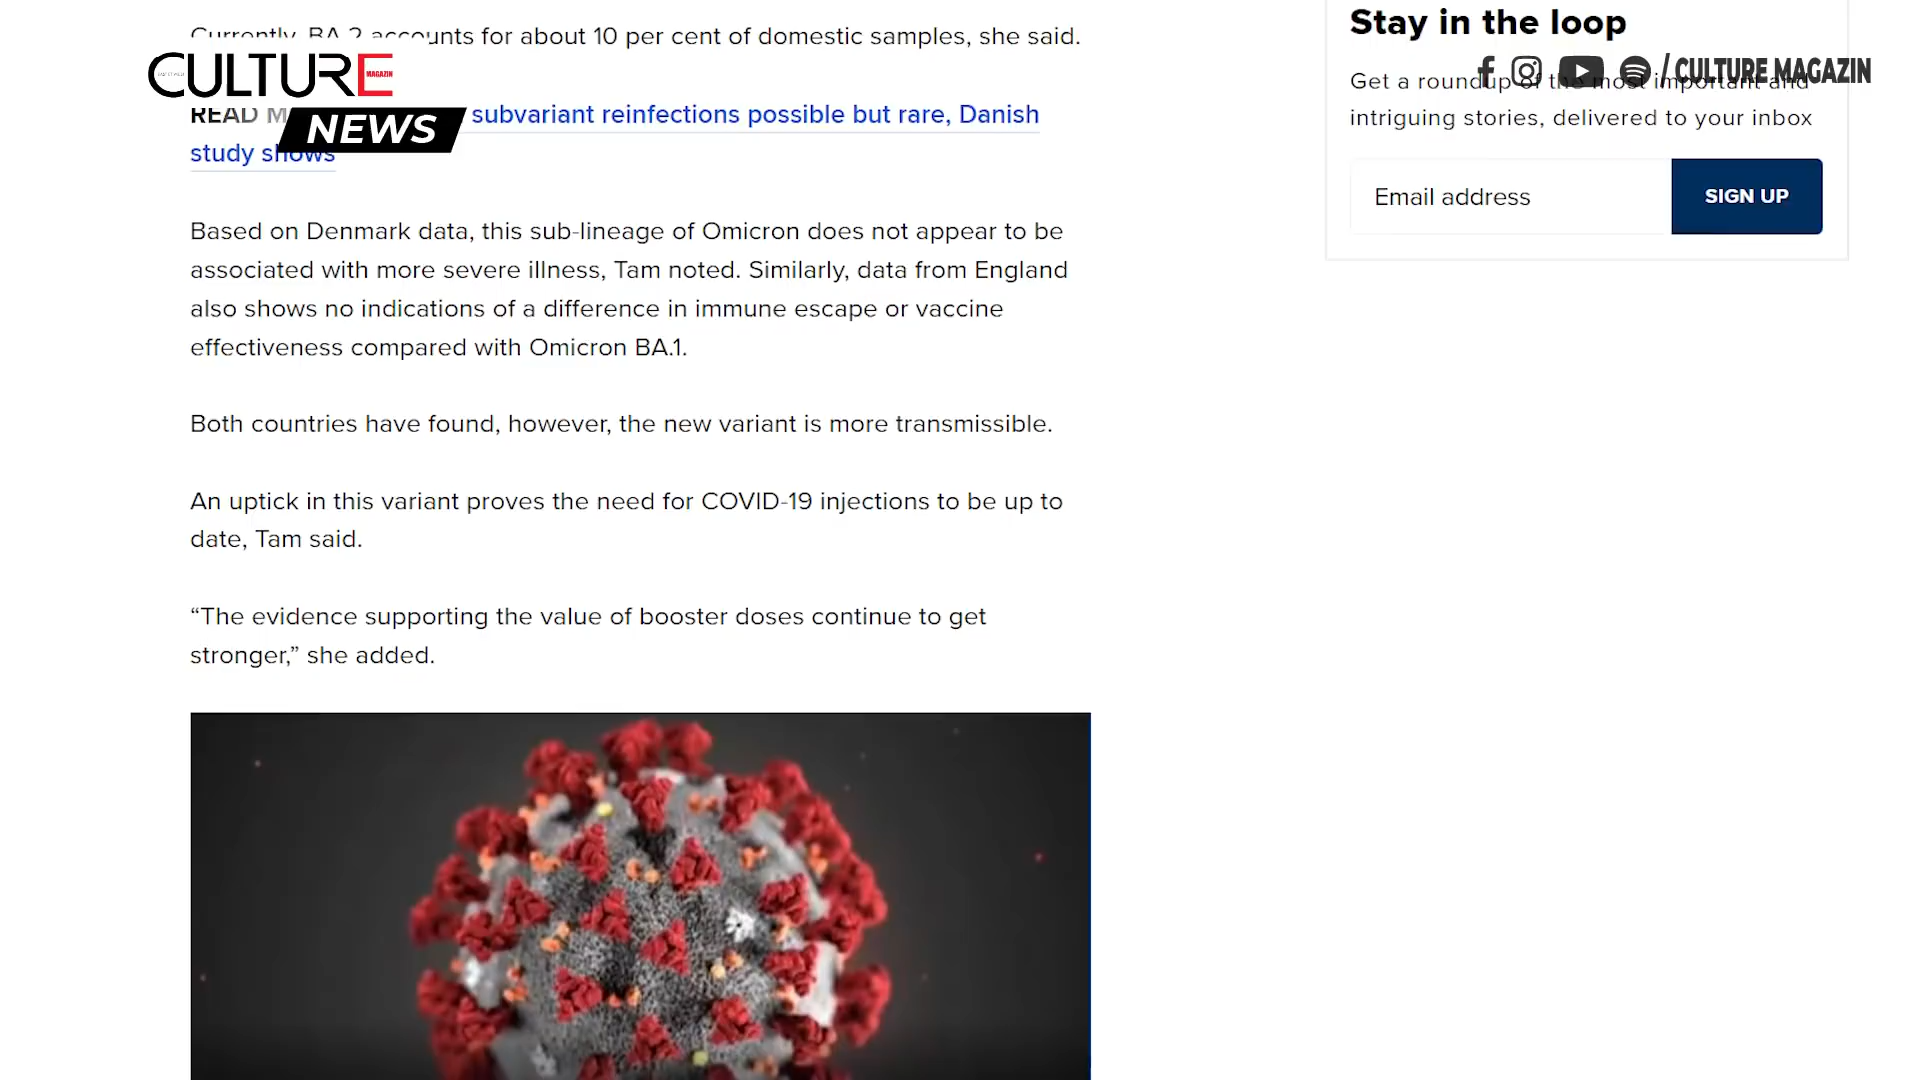 Currently, BA.2 accounts for about 10 per cent of domestic samples, she said.
CULTURE
MAGAZIN
NEWS
READ M subvariant reinfections possible but rare, Danish
study shows
Based on Denmark data, this sub-lineage of Omicron does not appear to be
associated with more severe illness, Tam noted. Similarly, data from England
also shows no indications of a difference in immune escape or vaccine
effectiveness compared with Omicron BA.1.
Both countries have found, however, the new variant is more transmissible.
An uptick in this variant proves the need for COVID-19 injections to be up to
date, Tam said.
“The evidence supporting the value of booster doses continue to get
stronger,” she added.
Stay in the loop
/ CULTURE MAGAZIN
Get a roundup of the most important and
intriguing stories, delivered to your inbox
Email address
SIGN UP